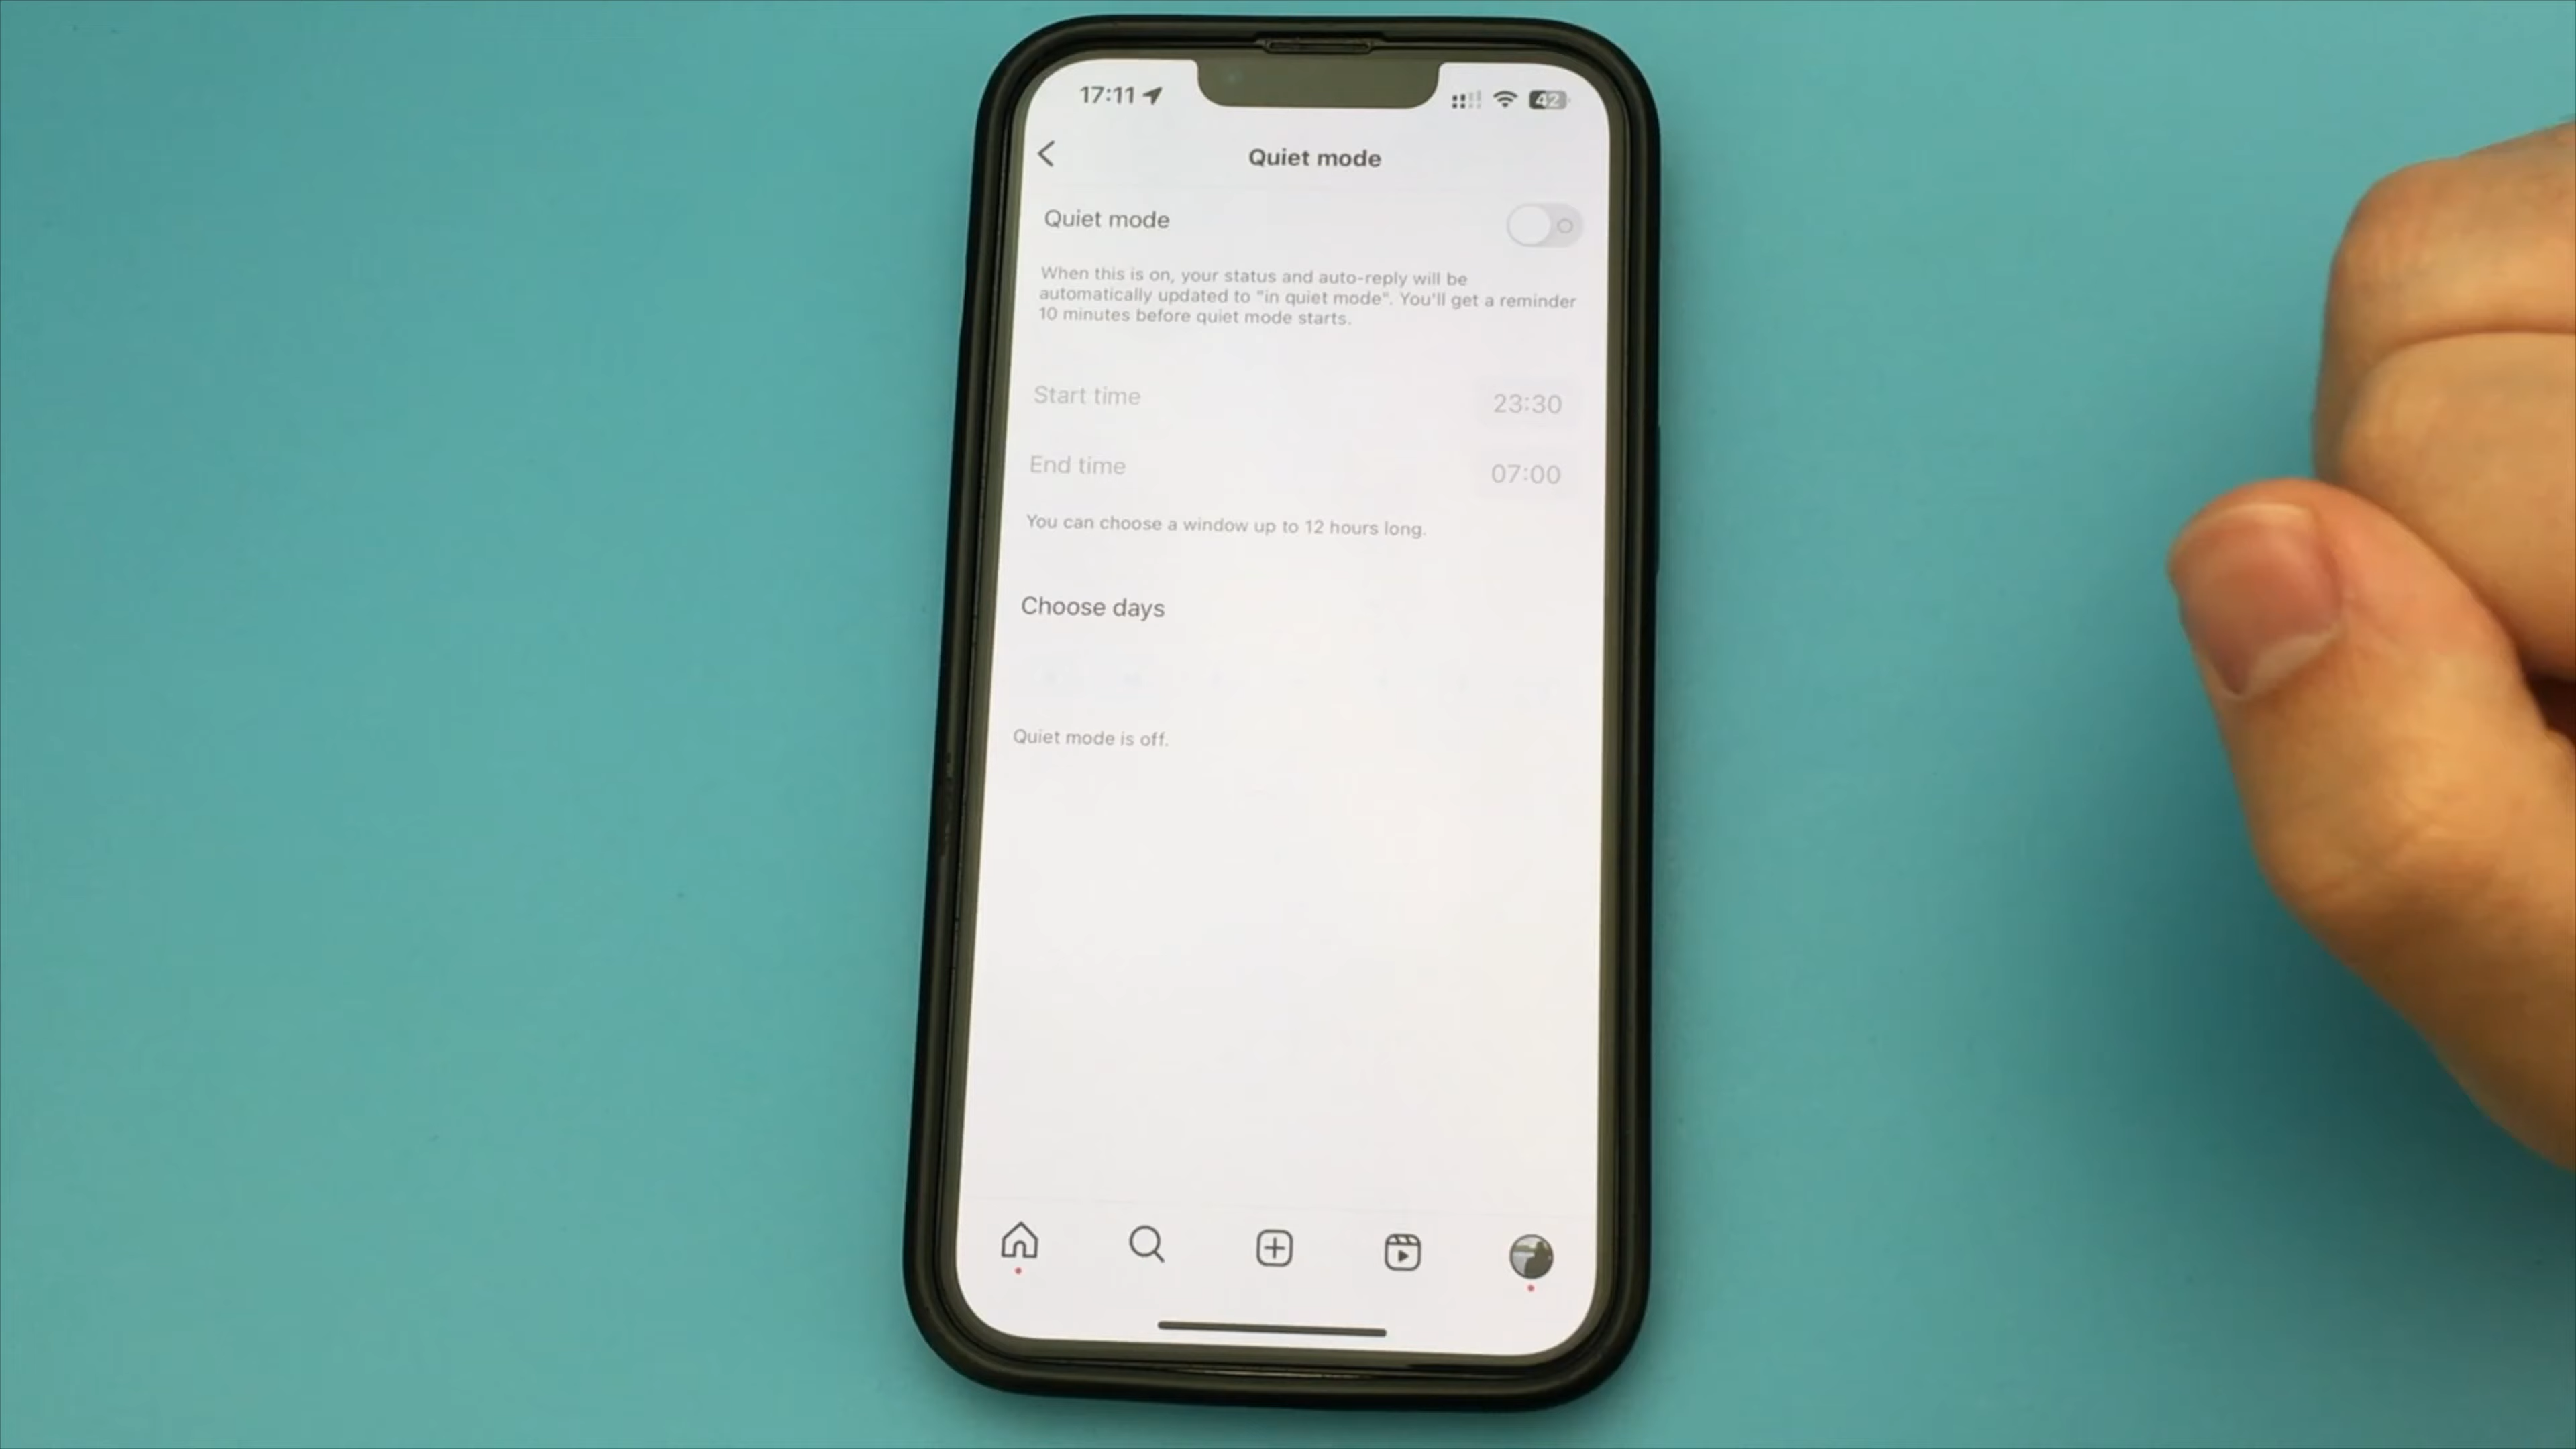 17:11
42
Quiet mode
Quiet mode
When this is on, your status and auto-reply will be
automatically updated to "in quiet mode". You'll get a reminder
10 minutes before quiet mode starts.
Start time 23:30
End time 07:00
You can choose a window up to 12 hours long.
Choose days
Quiet mode is off.